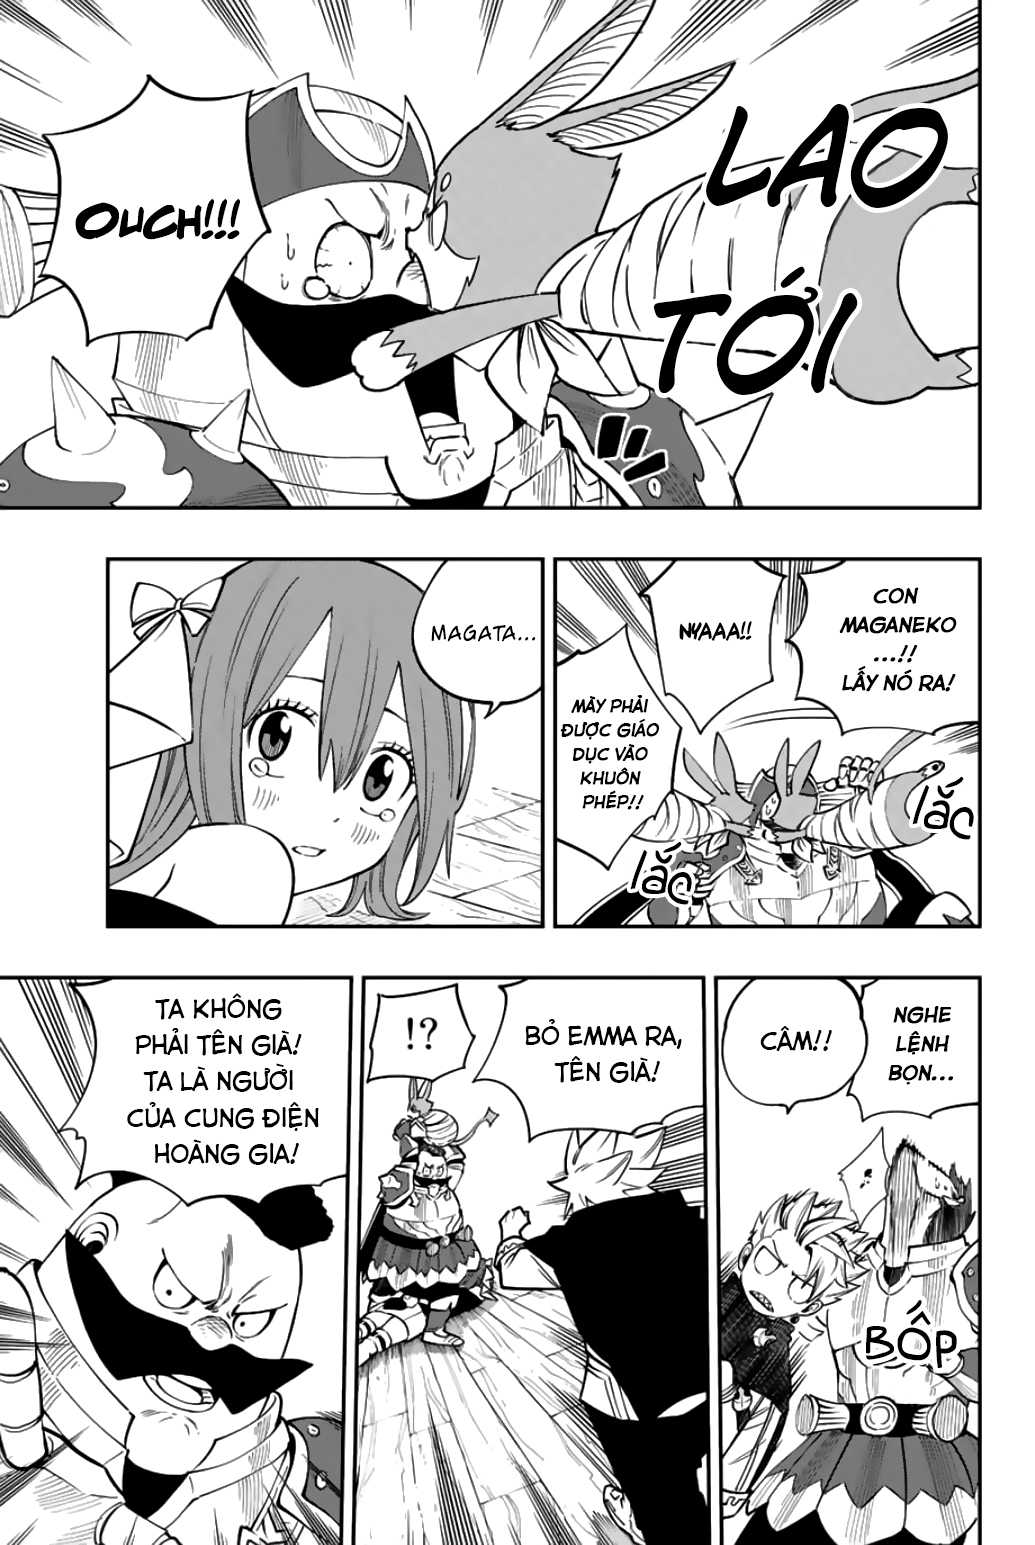 LAO
TỚI
OUCH!!!
CON
MAGANEKO
...!!
LẤY NÓ RA!
NYAAA!!
MÀY PHẢI
ĐƯỢC GIÁO
DỤC VÀO
KHUÔN
PHÉP!!
LẮC
LẮC
MAGATA...
NGHE
LỆNH
BỌN...
CÂM!!
BỐP
BỎ EMMA RA,
TÊN GIÀ!
!?
TA KHÔNG
PHẢI TÊN GIÀ!
TA LÀ NGƯỜI
CỦA CUNG ĐIỆN
HOÀNG GIA!